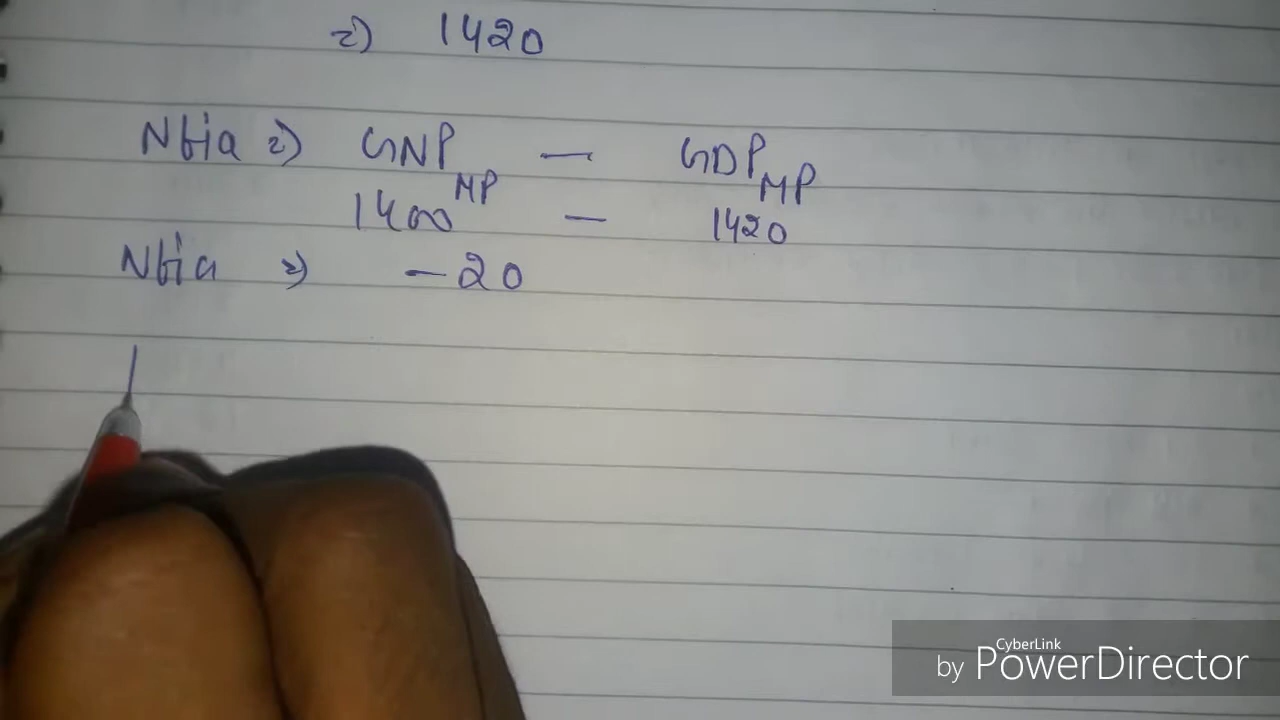 =) 1420
Nfia =) GNP MP — GDP MP
1400 — 1420
Nfia =) — 20
CyberLink
by PowerDirector